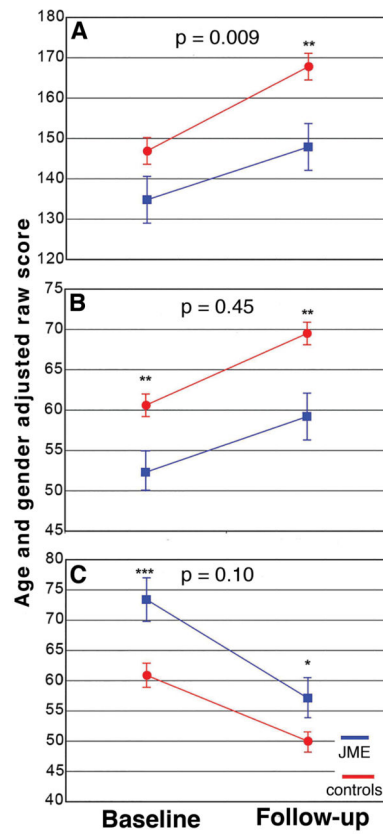 Age and gender adjusted raw score
A
p = 0.009
**
180
170
160
150
140
130
120
B
p = 0.45
**
**
75
70
65
60
55
50
45
C
p = 0.10
***
*
80
75
70
65
60
55
50
45
40
JME
controls
Baseline Follow-up